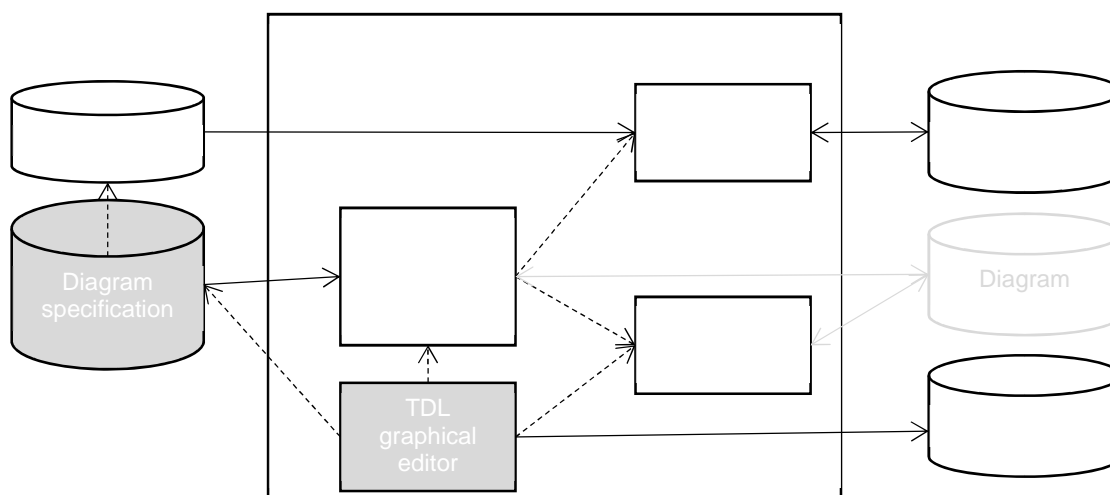 Diagram
specification
Diagram
TDL
graphical
editor